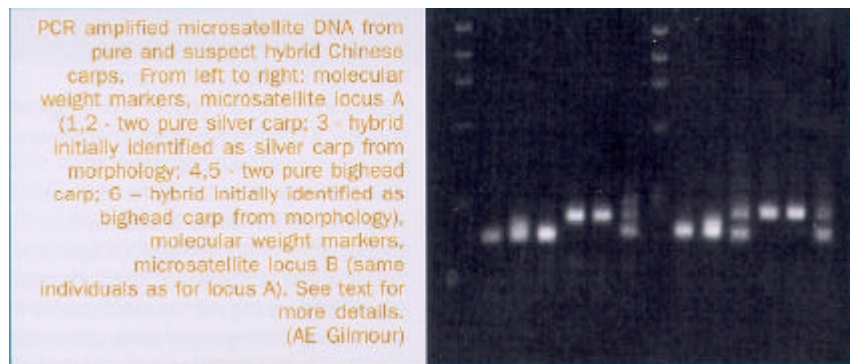 PCR amplified microsatellite DNA from
pure and suspect hybrid Chinese
carps. From left to right: molecular
weight markers, microsatellite locus A
(1,2 - two pure silver carp; 3 - hybrid
initially identified as silver carp from
morphology; 4,5 - two pure bighead
carp; 6 – hybrid initially identified as
bighead carp from morphology),
molecular weight markers,
microsatellite locus B (same
individuals as for locus A). See text for
more details.
(AE Gilmour)